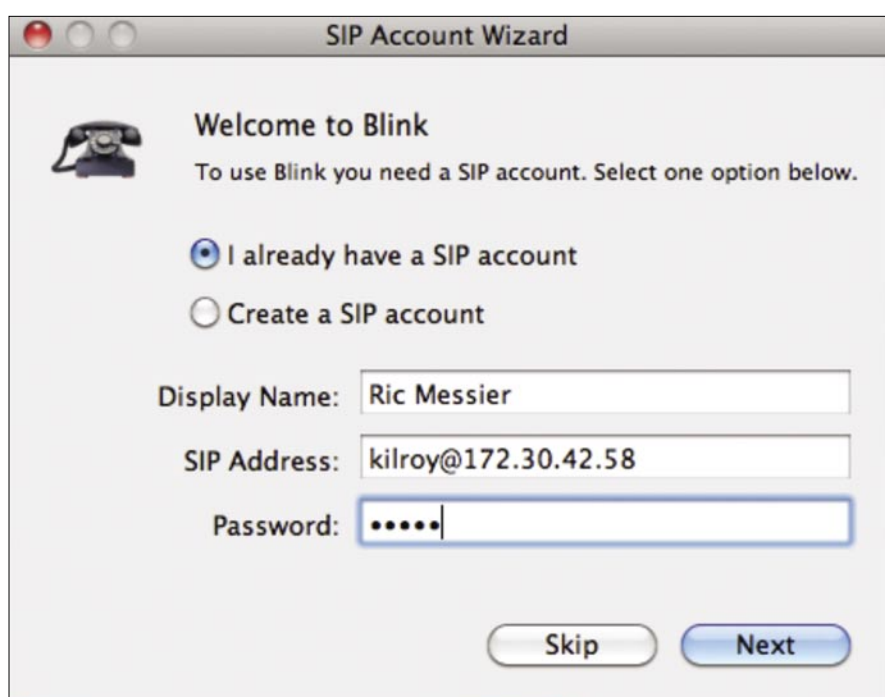 SIP Account Wizard
Welcome to Blink
To use Blink you need a SIP account. Select one option below.
I already have a SIP account
Create a SIP account
Display Name: Ric Messier
SIP Address: kilroy@172.30.42.58
Password: •••••
Skip Next